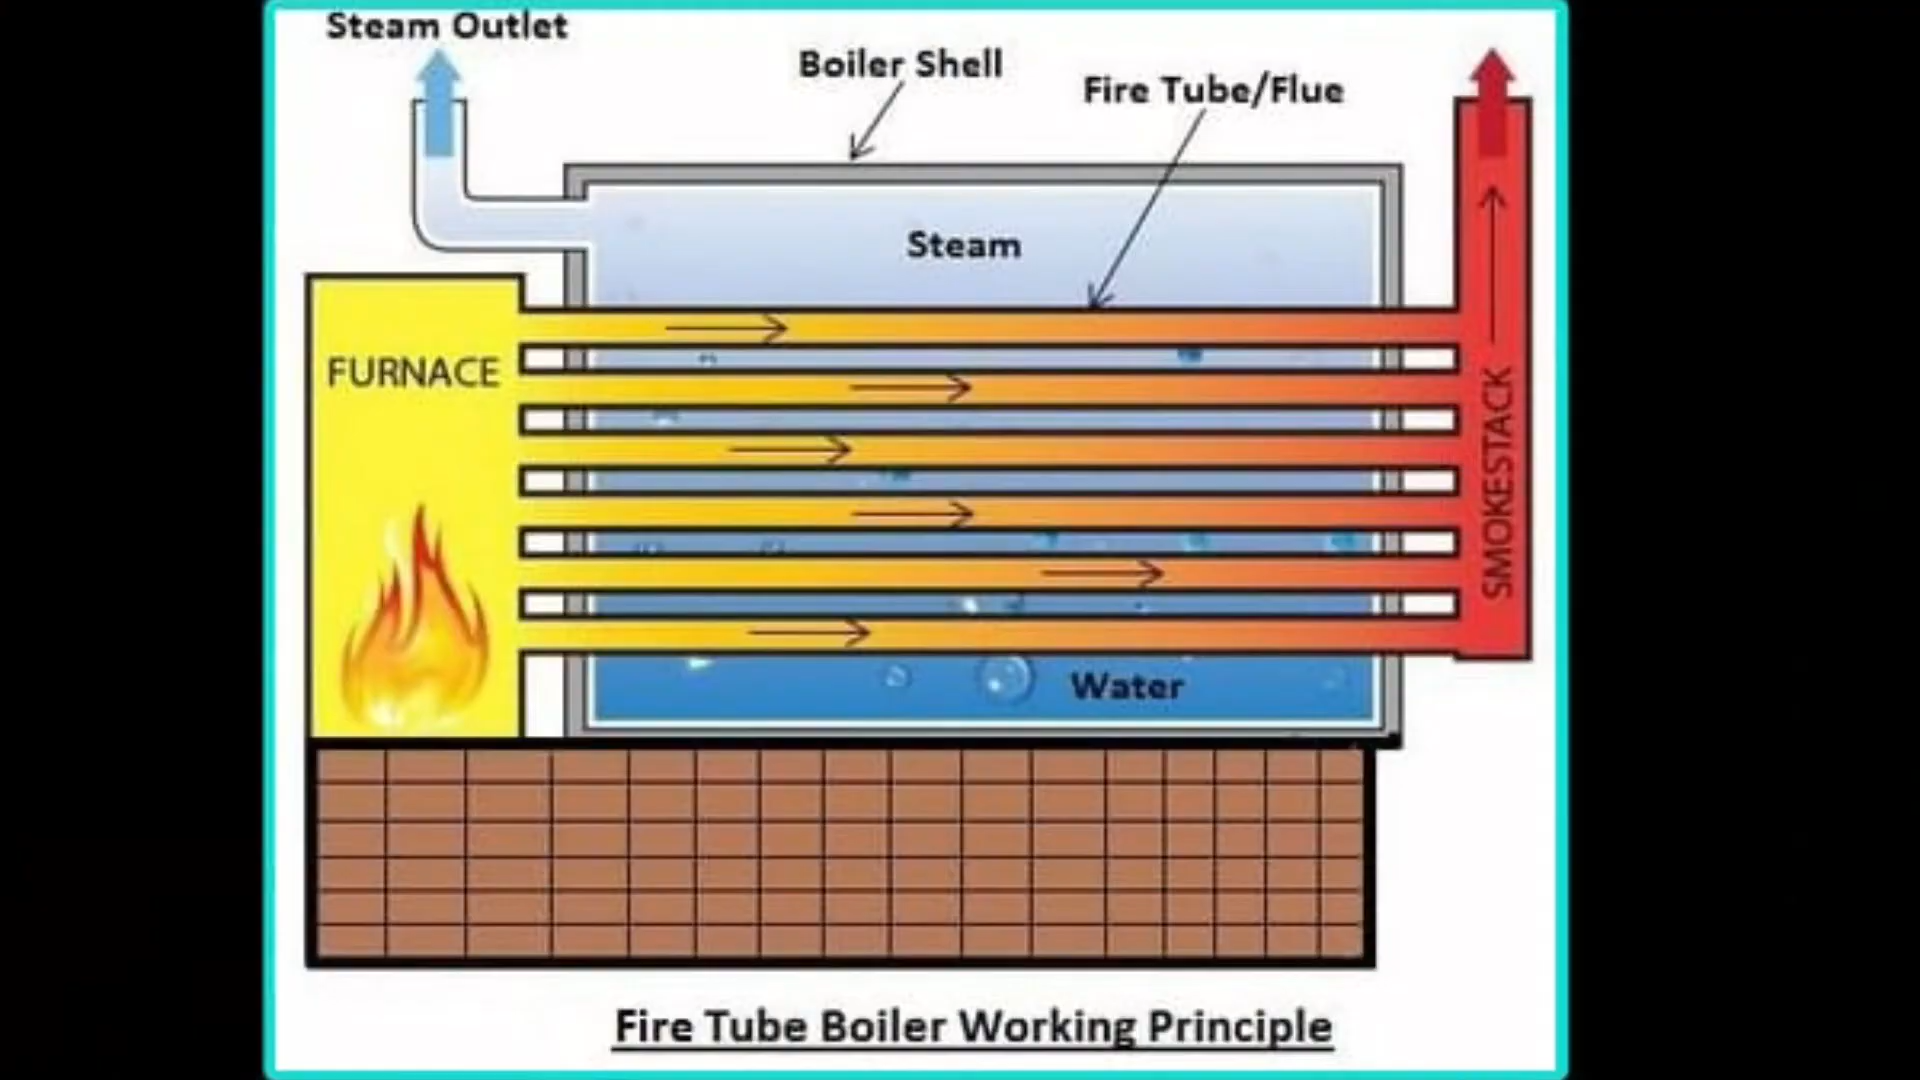 Steam Outlet
Boiler Shell
Fire Tube/Flue
Steam
FURNACE
SMOKESTACK
Water
Fire Tube Boiler Working Principle